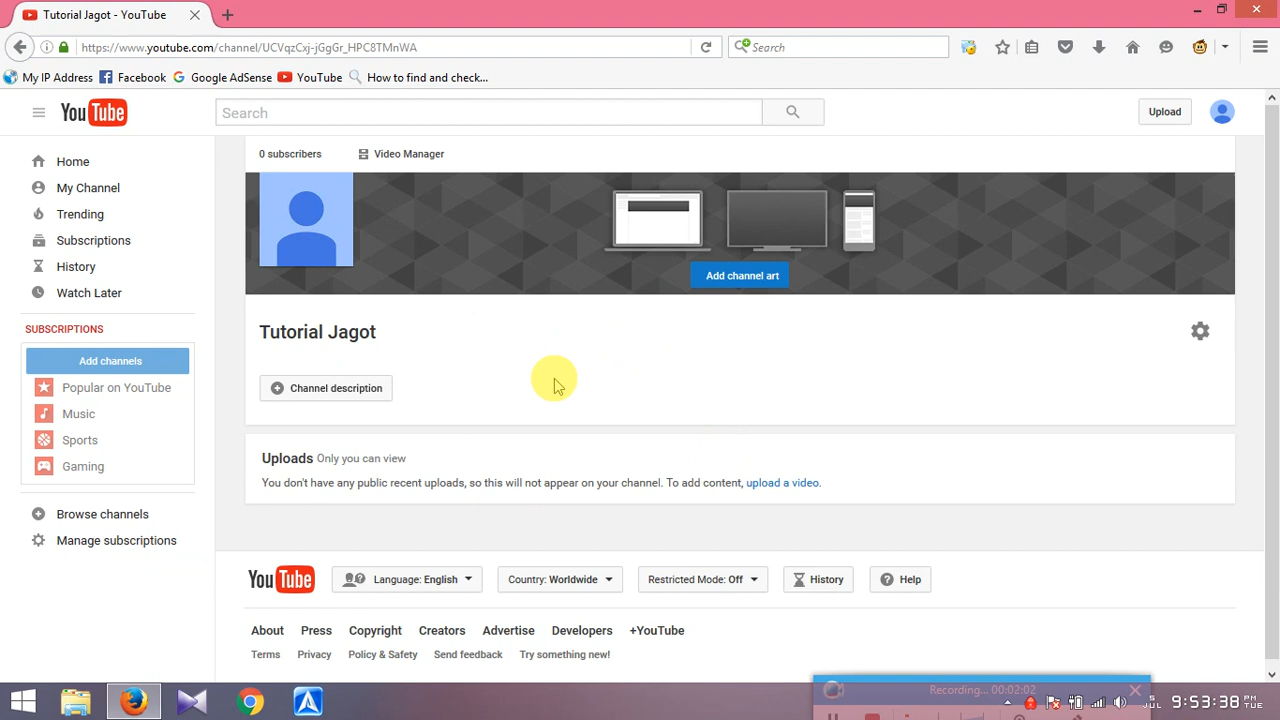 Tutorial Jagot - YouTube
https://www.youtube.com/channel/UCVqzCxj-jGgGr_HPC8TMnWA
Search
My IP Address Facebook Google AdSense YouTube How to find and check...
YouTube
Search
Upload
Home
My Channel
Trending
Subscriptions
History
Watch Later
SUBSCRIPTIONS
Add channels
Popular on YouTube
Music
Sports
Gaming
Browse channels
Manage subscriptions
0 subscribers Video Manager
Add channel art
Tutorial Jagot
Channel description
Uploads Only you can view
You don't have any public recent uploads, so this will not appear on your channel. To add content, upload a video.
YouTube Language: English Country: Worldwide Restricted Mode: Off History Help
About Press Copyright Creators Advertise Developers +YouTube
Terms Privacy Policy & Safety Send feedback Try something new!
Recording... 00:02:02
JUL TUE 9:53:38 PM